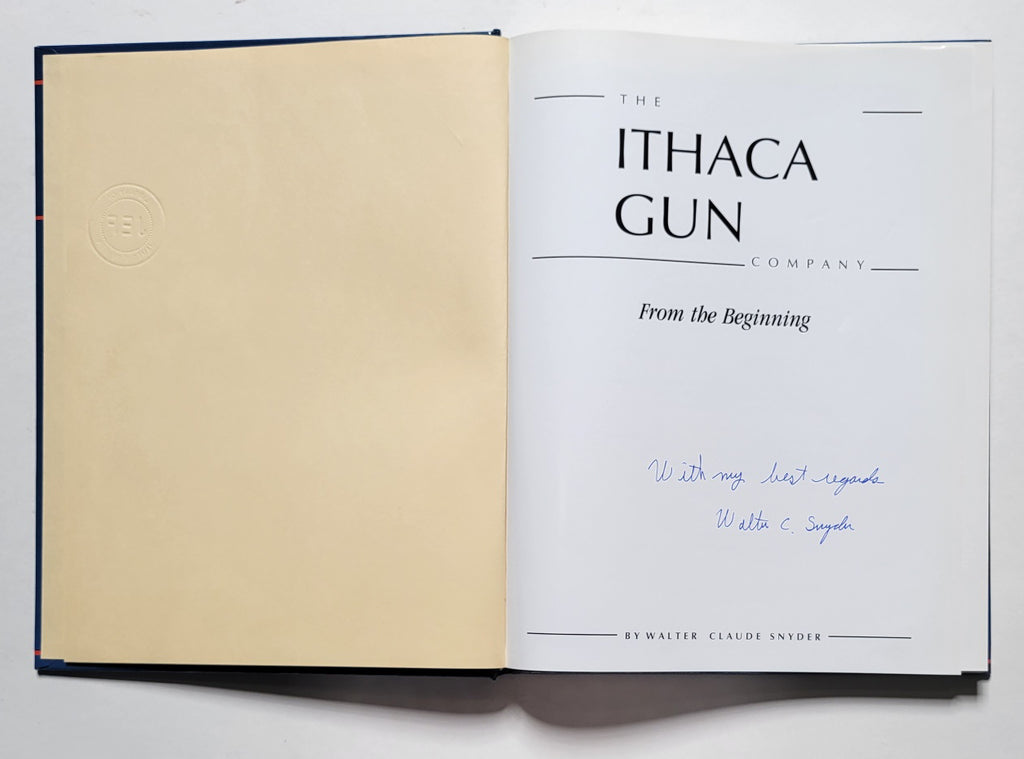 THE
ITHACA
GUN
COMPANY
From the Beginning
With my best regards
Walter C. Snyder
BY WALTER CLAUDE SNYDER